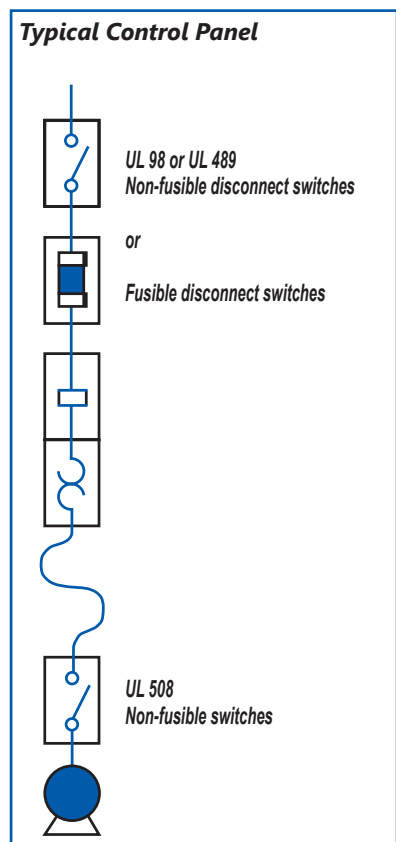 Typical Control Panel
UL 98 or UL 489
Non-fusible disconnect switches
or
Fusible disconnect switches
UL 508
Non-fusible switches